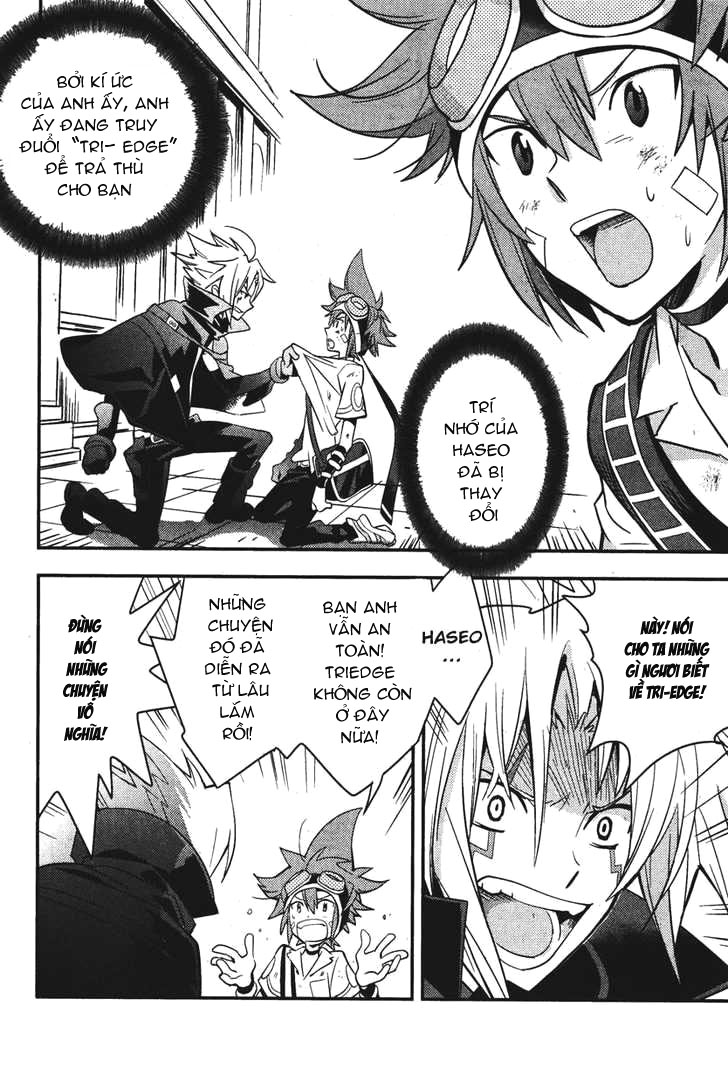 TRÍ
NHỚ CỦA
HASEO
ĐÃ BỊ
THAY
ĐỔI
BỞI KÍ ỨC
CỦA ANH ẤY, ANH
ẤY ĐANG TRUY
ĐUỔI "TRI- EDGE"
ĐỂ TRẢ THÙ
CHO BẠN
NÀY! NÓI
CHO TA NHỮNG
GÌ NGƯƠI BIẾT
VỀ TRI-EDGE!
HASEO
...
BẠN ANH
VẪN AN
TOÀN!
TRIEDGE
KHÔNG CÒN
Ở ĐÂY
NỮA!
NHỮNG
CHUYỆN
ĐÓ ĐÃ
DIỄN RA
TỪ LÂU
LẮM
RỒI!
ĐỪNG
NÓI
NHỮNG
CHUYỆN
VÔ
NGHĨA!